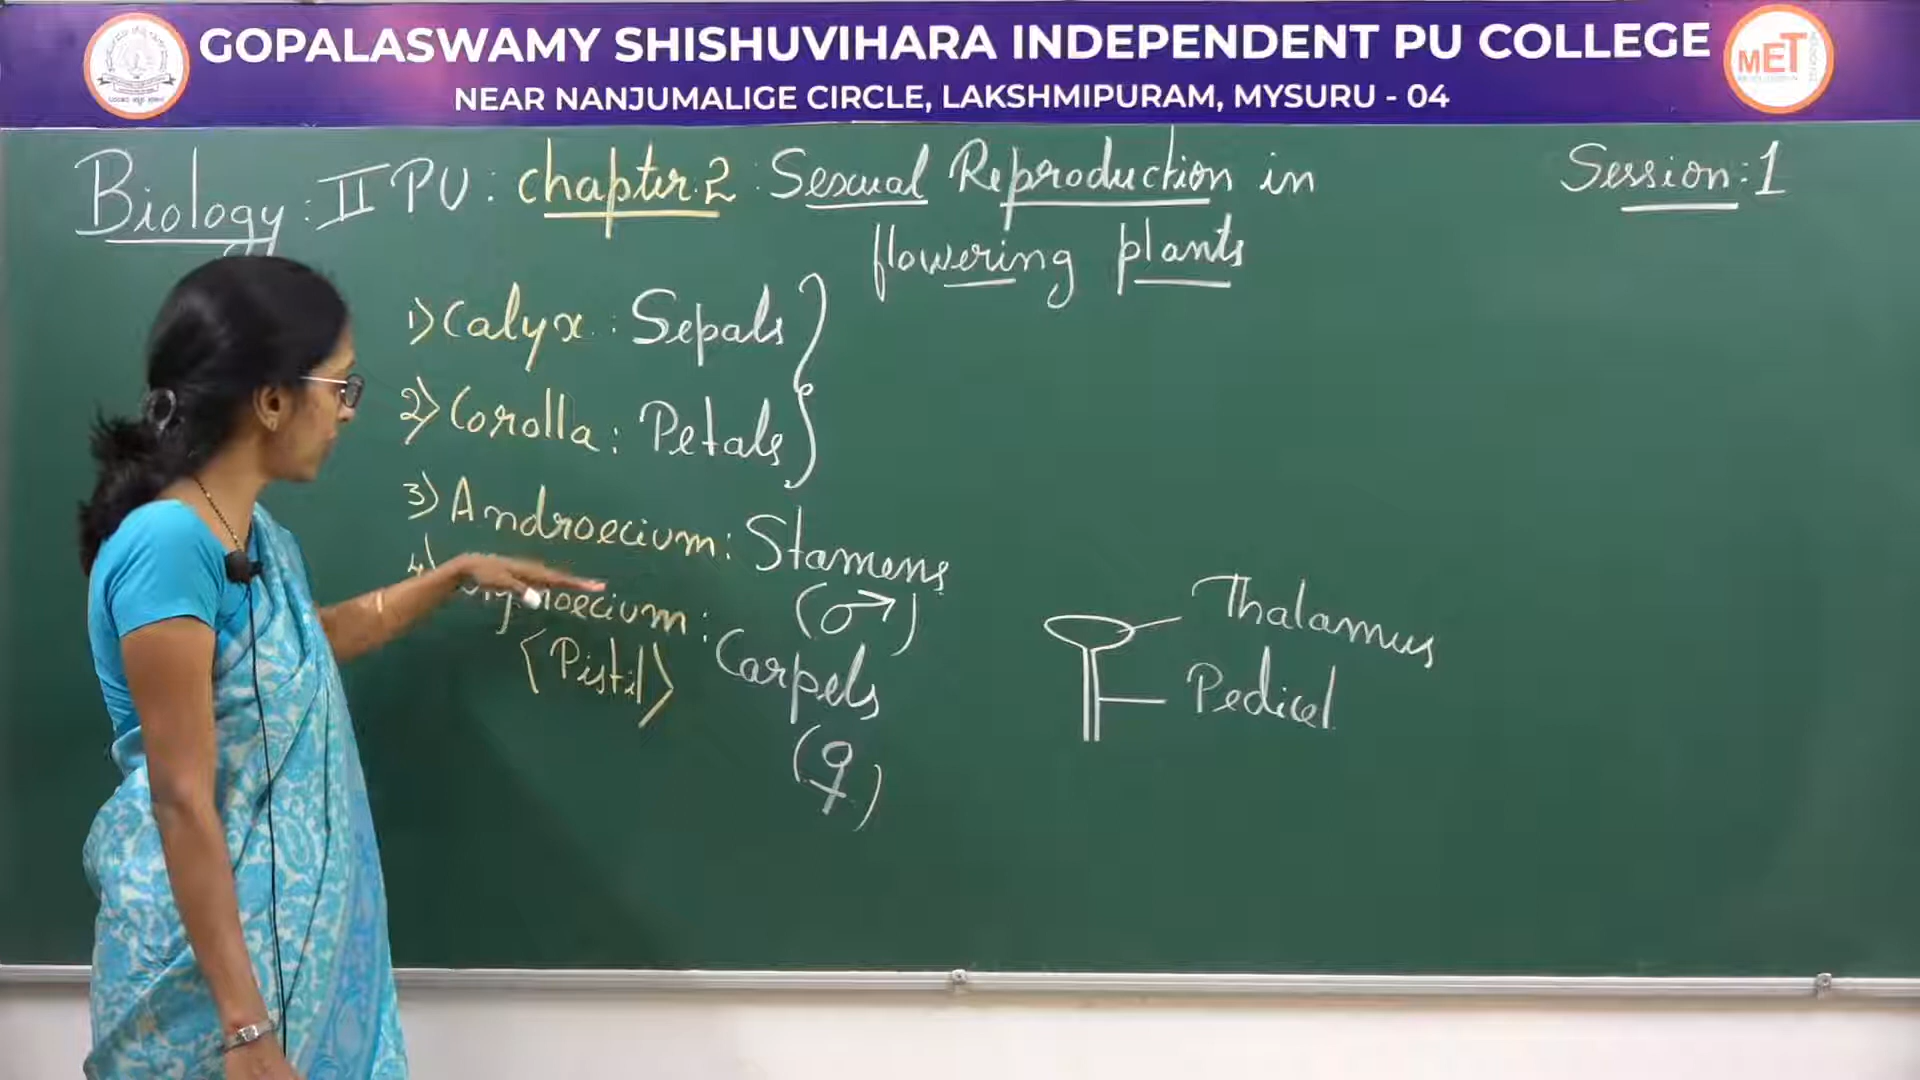 GOPALASWAMY SHISHUVIHARA INDEPENDENT PU COLLEGE
NEAR NANJUMALIGE CIRCLE, LAKSHMIPURAM, MYSURU - 04
MET
Biology: II PU: chapter:2: Sexual Reproduction in
flowering plants
Session:1
1) Calyx: Sepals
2) Corolla: Petals
3) Androecium: Stamens
(♂)
4) Carpels
<Pistil>
(♀)
Thalamus
Pedicel